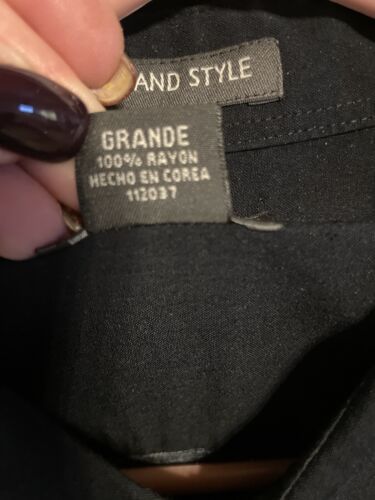 AND STYLE
GRANDE
100% RAYON
HECHO EN COREA
112037